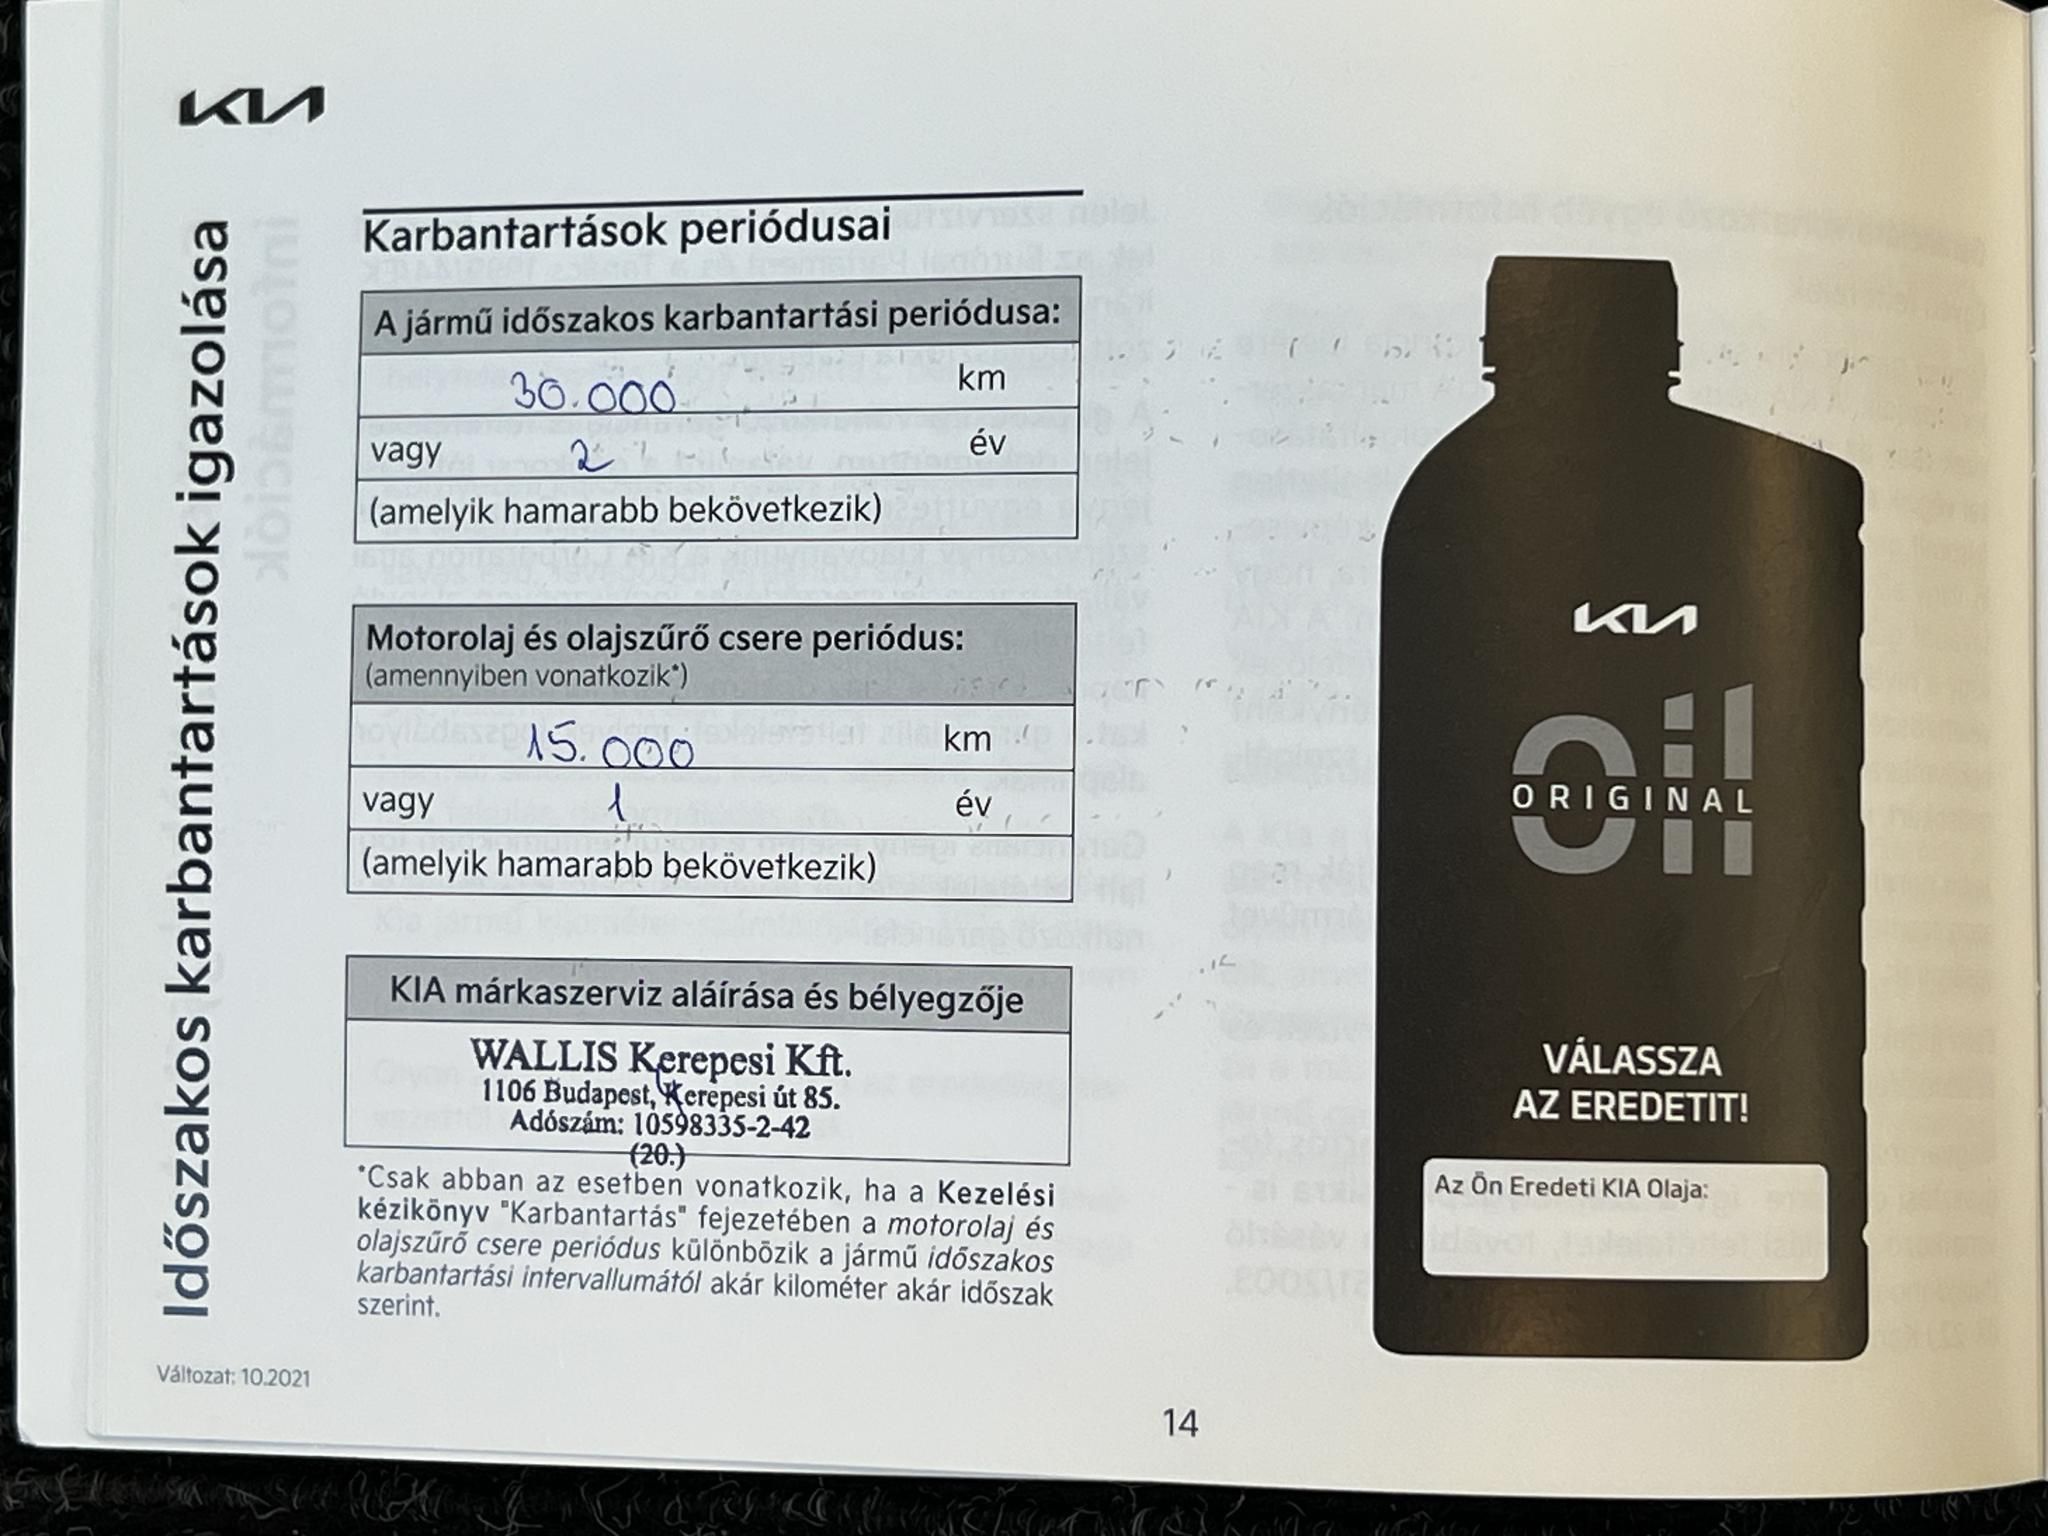 KIA
Időszakos karbantartások igazolása
Karbantartások periódusai
A jármű időszakos karbantartási periódusa:
30.000 km
vagy 2 év
(amelyik hamarabb bekövetkezik)
Motorolaj és olajszűrő csere periódus:
(amennyiben vonatkozik*)
15.000 km
vagy 1 év
(amelyik hamarabb bekövetkezik)
KIA márkaszerviz aláírása és bélyegzője
WALLIS Kerepesi Kft.
1106 Budapest, Kerepesi út 85.
Adószám: 10598335-2-42
(20.)
*Csak abban az esetben vonatkozik, ha a Kezelési
kézikönyv "Karbantartás" fejezetében a motorolaj és
olajszűrő csere periódus különbözik a jármű időszakos
karbantartási intervallumától akár kilométer akár időszak
szerint.
Változat: 10.2021
14
KIA
oil
ORIGINAL
VÁLASSZA
AZ EREDETIT!
Az Ön Eredeti KIA Olaja: